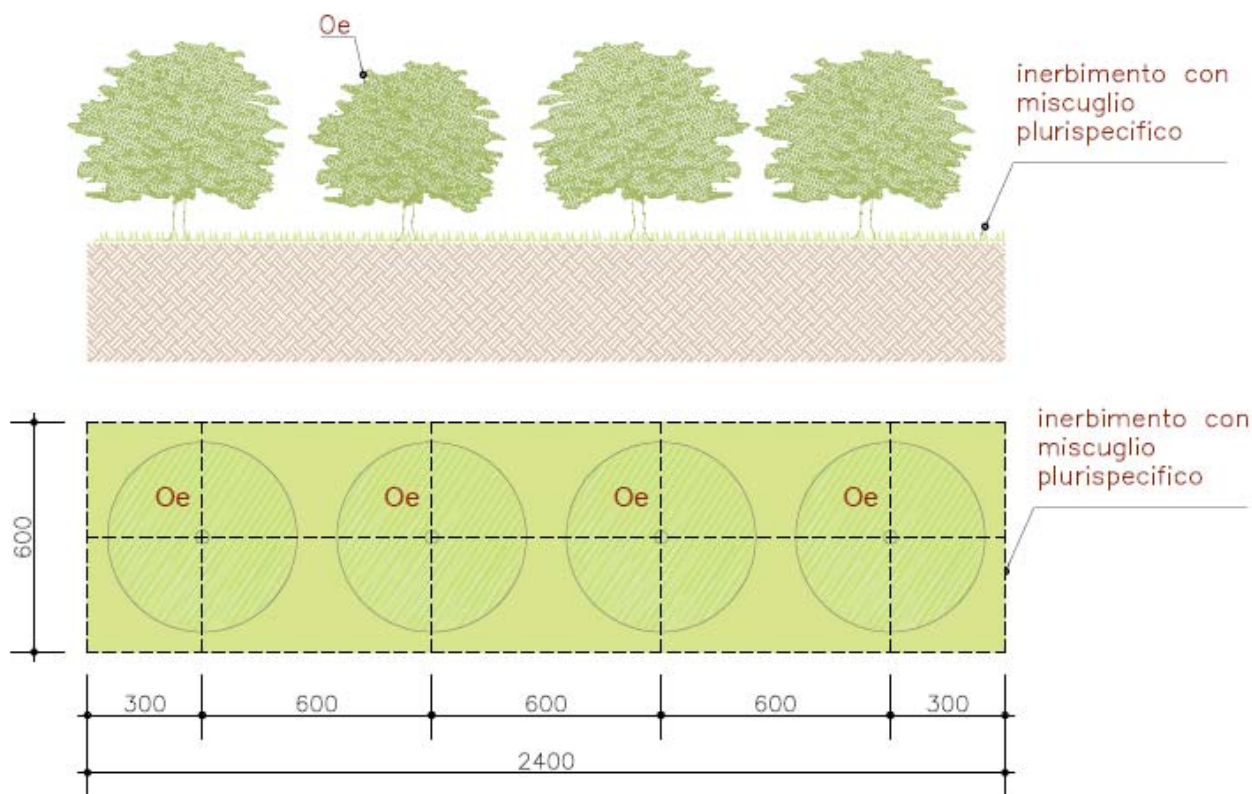 Oe
inerbimento con
miscuglio
plurispecifico
inerbimento con
miscuglio
plurispecifico
Oe Oe Oe Oe
600
300 600 600 600 300
2400